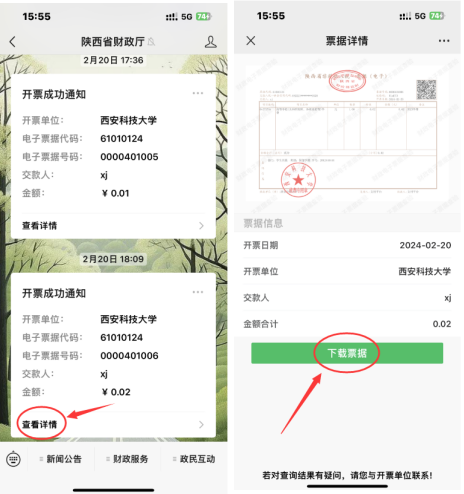 15:55
5G 74
陕西省财政厅
2月20日 17:36
开票成功通知
开票单位： 西安科技大学
电子票据代码： 61010124
电子票据号码： 0000401005
交款人： xj
金额： ¥ 0.01
查看详情
2月20日 18:09
开票成功通知
开票单位： 西安科技大学
电子票据代码： 61010124
电子票据号码： 0000401006
交款人： xj
金额： ¥ 0.02
查看详情
新闻公告
财政服务
政民互动
15:55
5G 74
票据详情
票据信息
开票日期 2024-02-20
开票单位 西安科技大学
交款人 xj
金额合计 0.02
下载票据
若对查询结果有疑问，请您与开票单位联系！